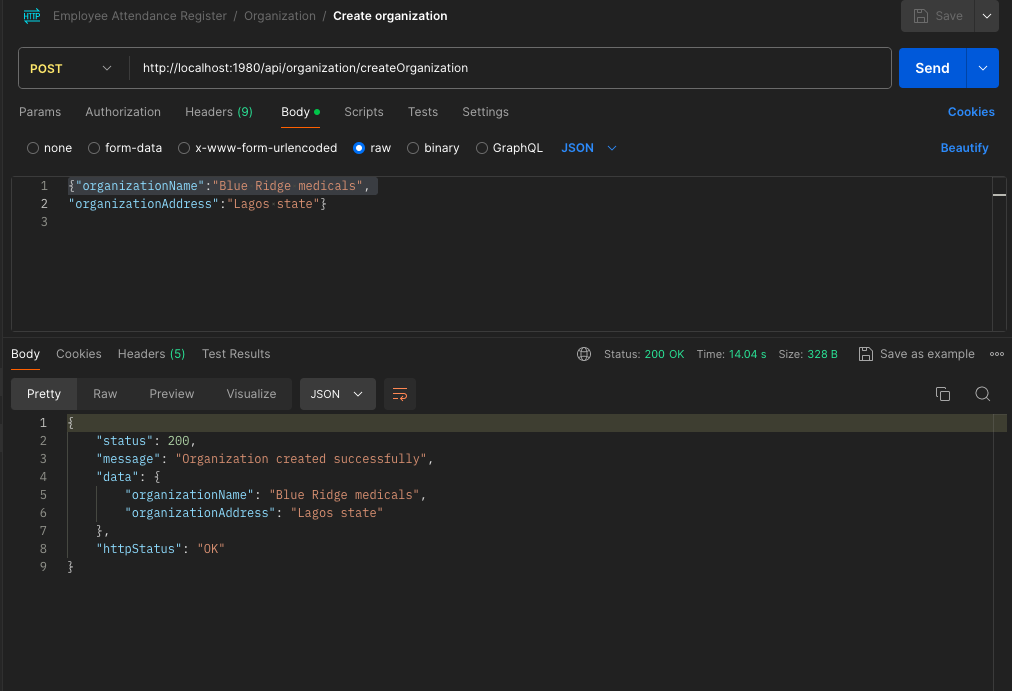 HTTP Employee Attendance Register / Organization / Create organization Save
POST http://localhost:1980/api/organization/createOrganization Send
Params Authorization Headers (9) Body Scripts Tests Settings Cookies
none form-data x-www-form-urlencoded raw binary GraphQL JSON Beautify
1 {"organizationName":"Blue Ridge medicals",
2 "organizationAddress":"Lagos state"}
3
Body Cookies Headers (5) Test Results Status: 200 OK Time: 14.04 s Size: 328 B Save as example
Pretty Raw Preview Visualize JSON
1 {
2 "status": 200,
3 "message": "Organization created successfully",
4 "data": {
5 "organizationName": "Blue Ridge medicals",
6 "organizationAddress": "Lagos state"
7 },
8 "httpStatus": "OK"
9 }